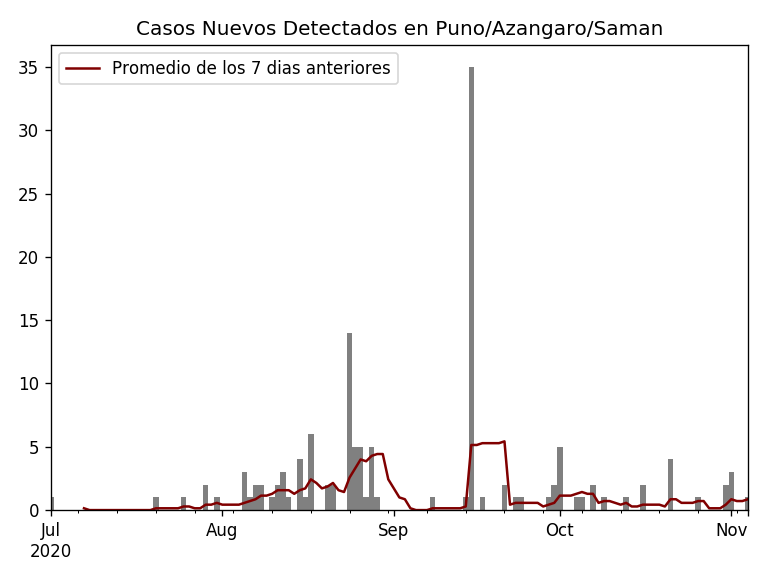 Casos Nuevos Detectados en Puno/Azangaro/Saman
Promedio de los 7 dias anteriores
35
30
25
20
15
10
5
0
Jul
2020
Aug
Sep
Oct
Nov